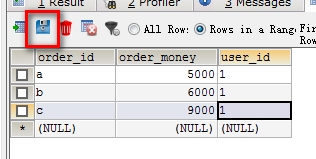 1 Result 2 Profiler 3 Messages
All Row: Rows in a Rang Fir
Row
order_id order_money user_id
a 5000 1
b 6000 1
c 9000 1
* (NULL) (NULL) (NULL)